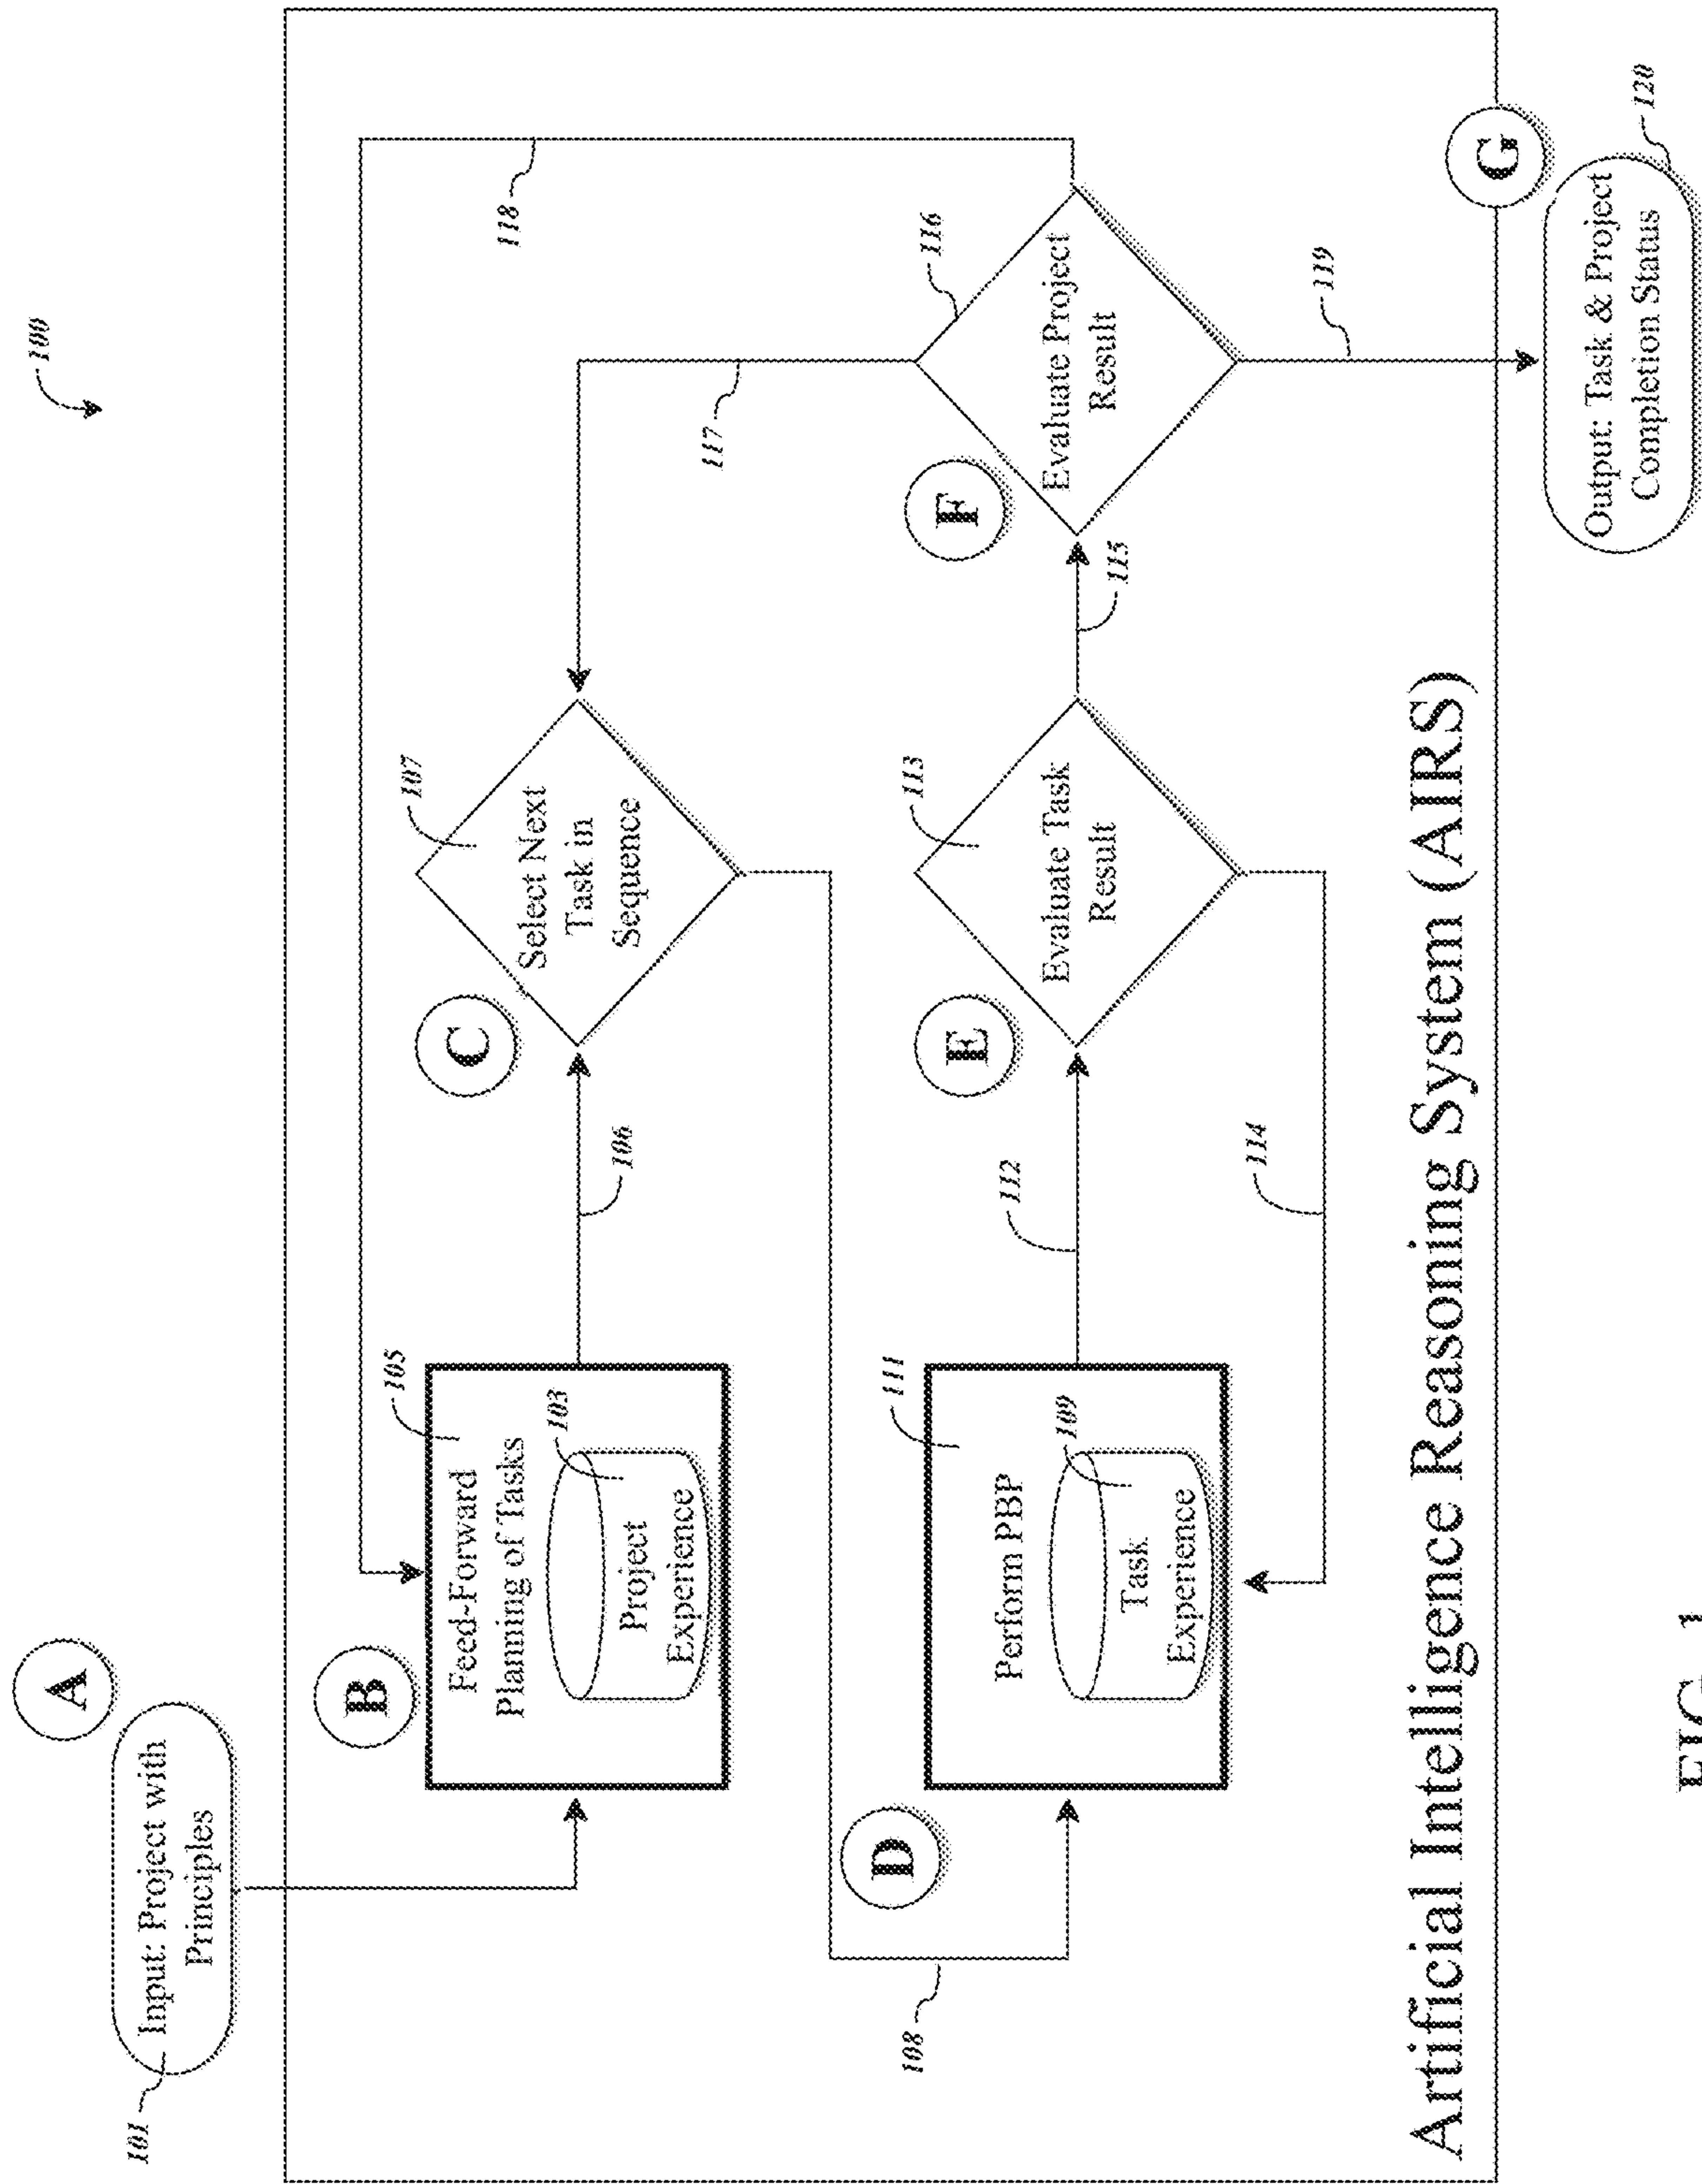 100
A
101
Input: Project with
Principles
B
105
Feed-Forward
Planning of Tasks
103
Project
Experience
106
C
107
Select Next
Task in
Sequence
118
117
108
D
111
Perform PBP
109
Task
Experience
112
E
113
Evaluate Task
Result
114
115
F
116
Evaluate Project
Result
119
Artificial Intelligence Reasoning System (AIRS)
G
Output: Task & Project
Completion Status
120
FIG. 1